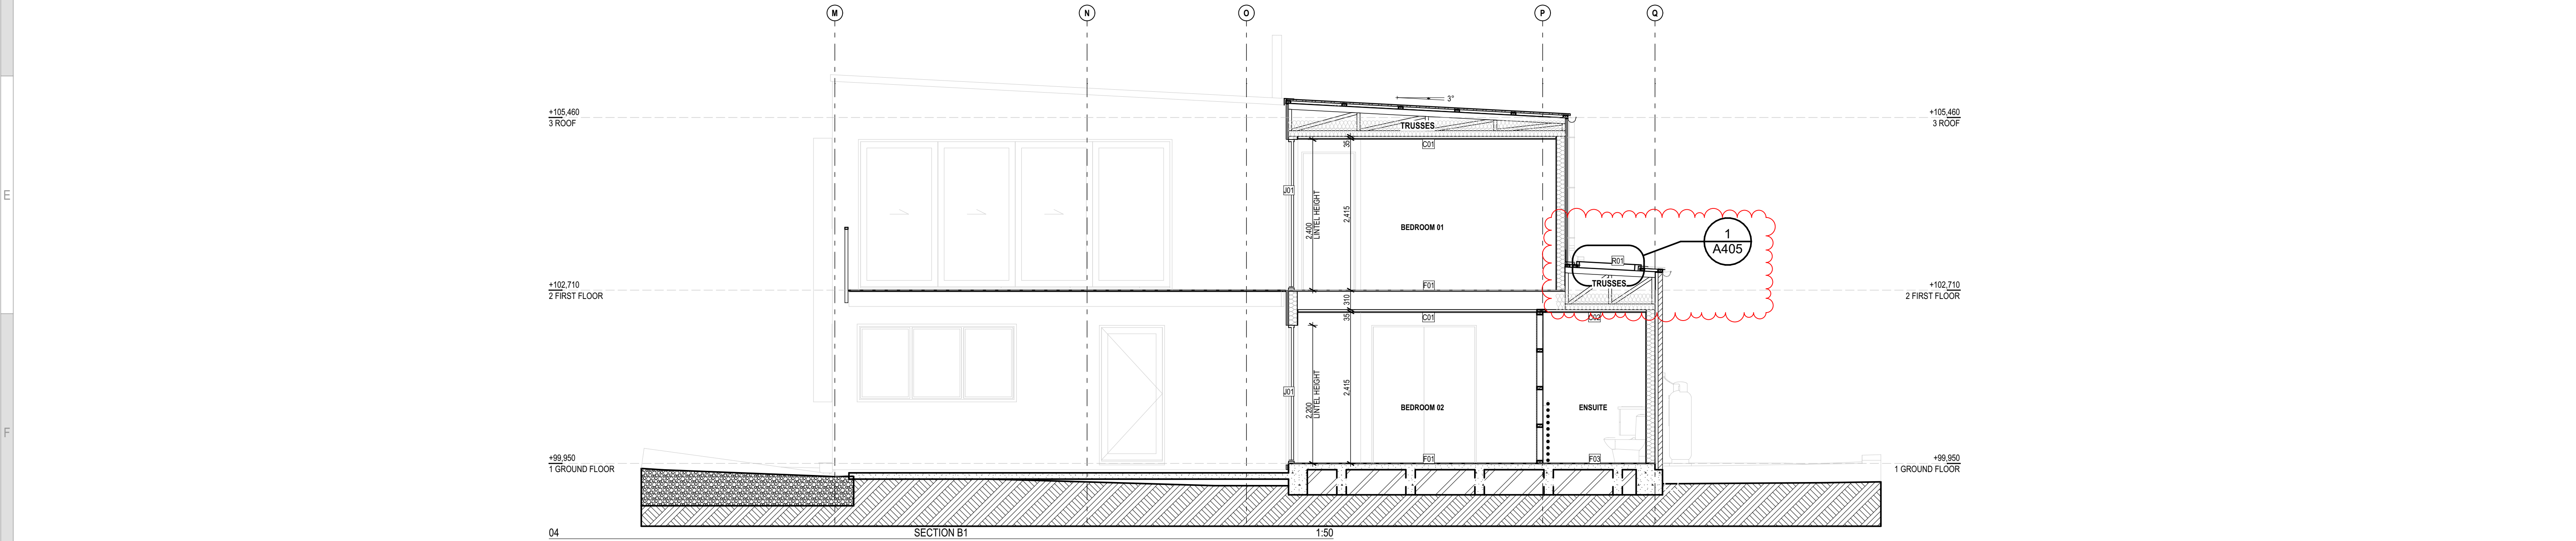 M
N
O
P
Q
3°
+105,460
3 ROOF
+105,460
3 ROOF
TRUSSES
35
C01
E
J01
2,400
LINTEL HEIGHT
2,415
BEDROOM 01
1
A405
R01
TRUSSES
+102,710
2 FIRST FLOOR
F01
+102,710
2 FIRST FLOOR
310
35
C01
C02
J01
2,200
LINTEL HEIGHT
2,415
BEDROOM 02
ENSUITE
F
+99,950
1 GROUND FLOOR
F01
F03
+99,950
1 GROUND FLOOR
04
SECTION B1
1:50